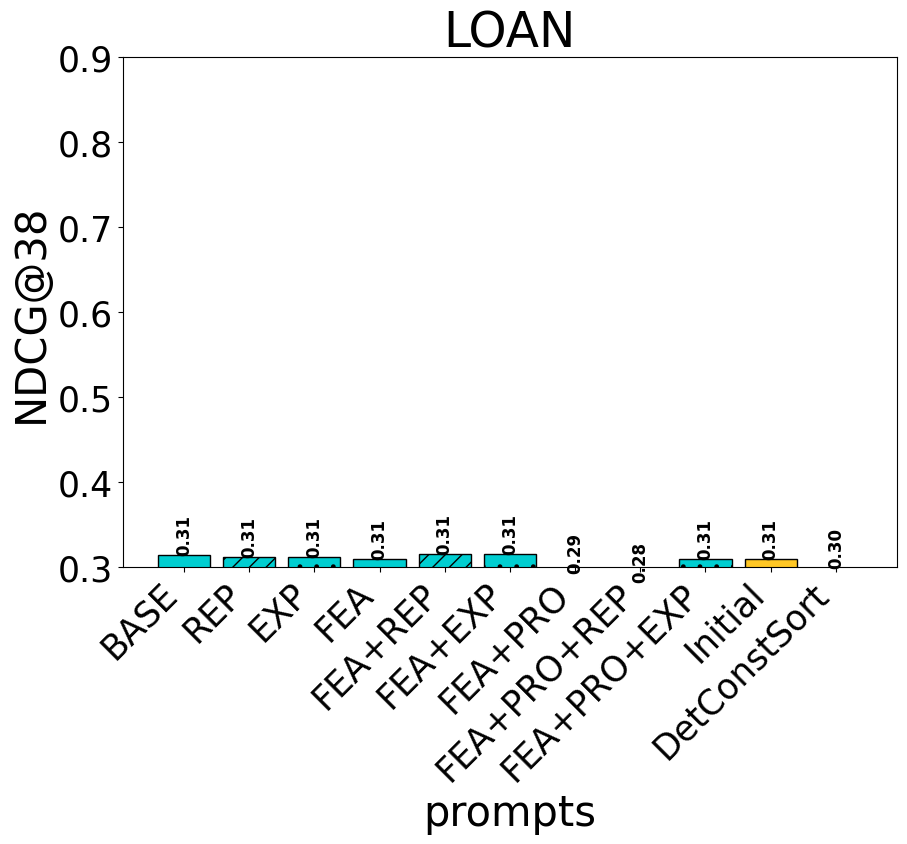 LOAN
NDCG@38
0.9
0.8
0.7
0.6
0.5
0.4
0.3
0.31
0.31
0.31
0.31
0.31
0.31
0.29
0.28
0.31
0.31
0.30
BASE
REP
EXP
FEA
FEA+REP
FEA+EXP
FEA+PRO
FEA+PRO+REP
FEA+PRO+EXP
Initial
DetConstSort
prompts